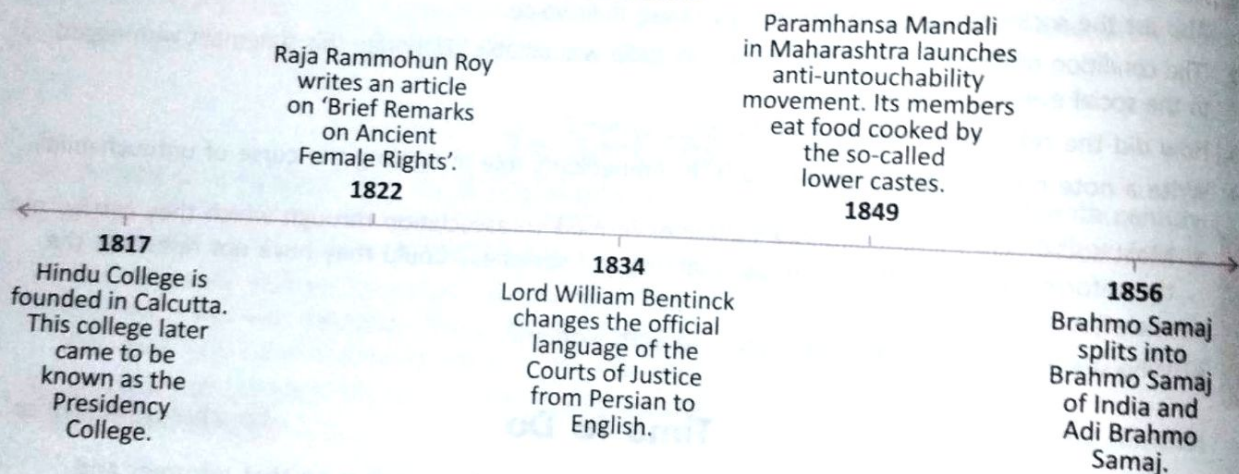 Raja Rammohun Roy
writes an article
on ‘Brief Remarks
on Ancient
Female Rights’.
1822
Paramhansa Mandali
in Maharashtra launches
anti-untouchability
movement. Its members
eat food cooked by
the so-called
lower castes.
1849
1817
Hindu College is
founded in Calcutta.
This college later
came to be
known as the
Presidency
College.
1834
Lord William Bentinck
changes the official
language of the
Courts of Justice
from Persian to
English.
1856
Brahmo Samaj
splits into
Brahmo Samaj
of India and
Adi Brahmo
Samaj.